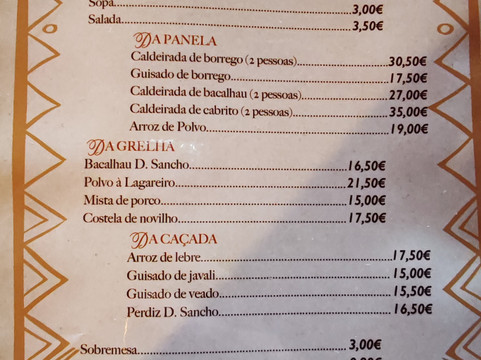 Sopa..........3,00€
Salada..........3,50€
DA PANELA
Caldeirada de borrego (2 pessoas)..........30,50€
Guisado de borrego..........17,50€
Caldeirada de bacalhau (2 pessoas)..........27,00€
Caldeirada de cabrito (2 pessoas)..........35,00€
Arroz de Polvo..........19,00€
DA GRELHA
Bacalhau D. Sancho..........16,50€
Polvo à Lagareiro..........21,50€
Mista de porco..........15,00€
Costela de novilho..........17,50€
DA CAÇADA
Arroz de lebre..........17,50€
Guisado de javali..........15,00€
Guisado de veado..........15,50€
Perdiz D. Sancho..........16,50€
Sobremesa..........3,00€